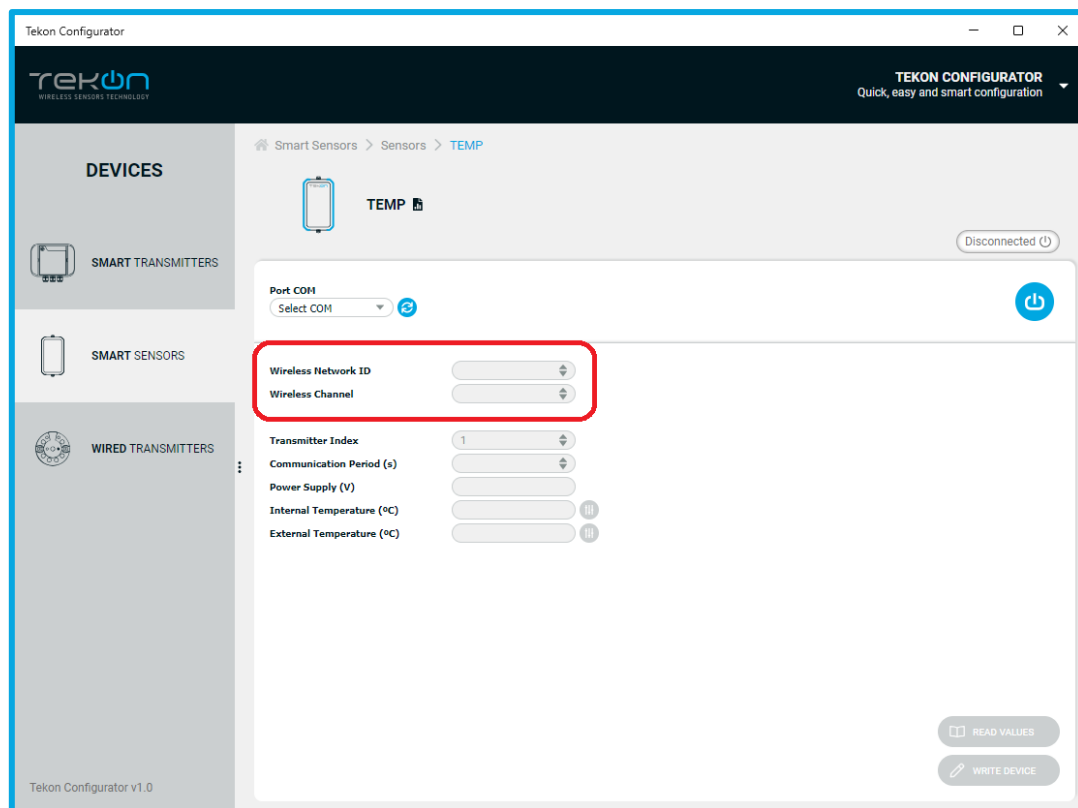 Tekon Configurator
TEKON
WIRELESS SENSORS TECHNOLOGY
TEKON CONFIGURATOR
Quick, easy and smart configuration
DEVICES
SMART TRANSMITTERS
SMART SENSORS
WIRED TRANSMITTERS
Tekon Configurator v1.0
Smart Sensors > Sensors > TEMP
TEKON
TEMP
Disconnected
Port COM
Select COM
Wireless Network ID
Wireless Channel
Transmitter Index 1
Communication Period (s)
Power Supply (V)
Internal Temperature (ºC)
External Temperature (ºC)
READ VALUES
WRITE DEVICE